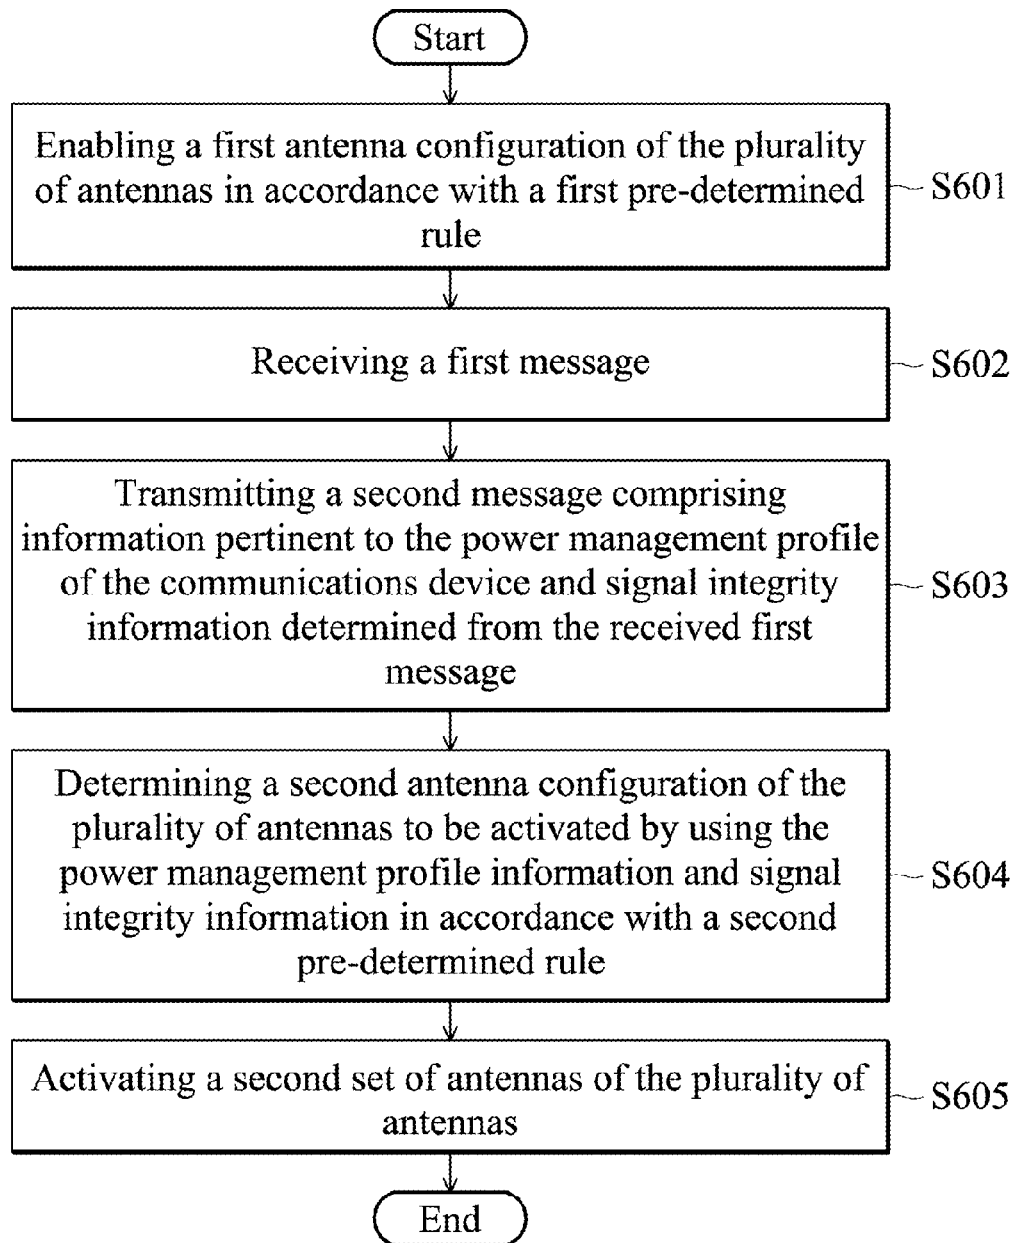 Start
Enabling a first antenna configuration of the plurality
of antennas in accordance with a first pre-determined
rule
S601
Receiving a first message
S602
Transmitting a second message comprising
information pertinent to the power management profile
of the communications device and signal integrity
information determined from the received first
message
S603
Determining a second antenna configuration of the
plurality of antennas to be activated by using the
power management profile information and signal
integrity information in accordance with a second
pre-determined rule
S604
Activating a second set of antennas of the plurality of
antennas
S605
End